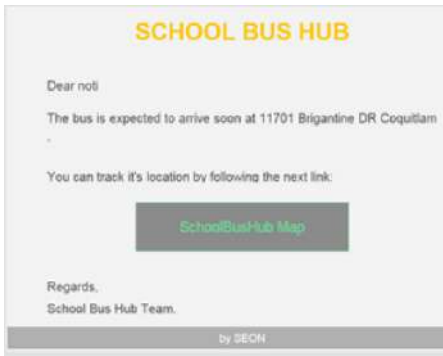 SCHOOL BUS HUB
Dear noti
The bus is expected to arrive soon at 11701 Brigantine DR Coquitlam
.
You can track it's location by following the next link:
SchoolBusHub Map
Regards,
School Bus Hub Team.
by SEON